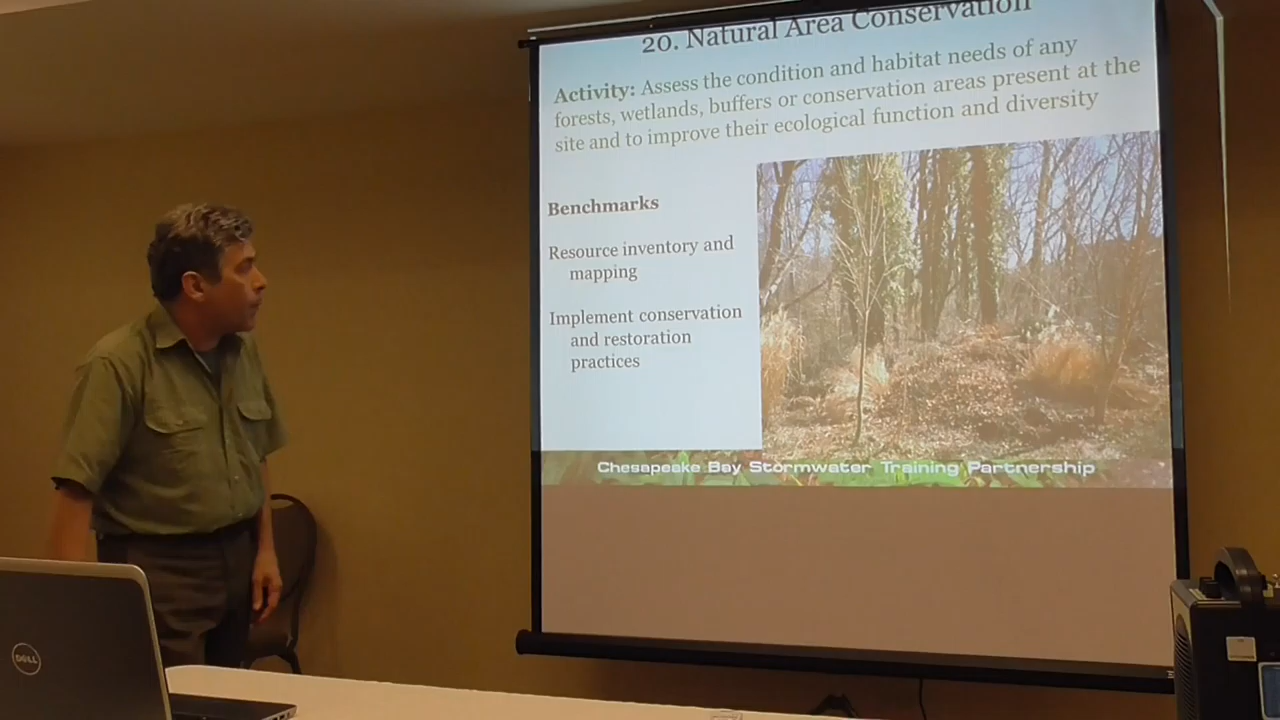 20. Natural Area Conservation
Activity: Assess the condition and habitat needs of any
forests, wetlands, buffers or conservation areas present at the
site and to improve their ecological function and diversity
Benchmarks
Resource inventory and
mapping
Implement conservation
and restoration
practices
Chesapeake Bay Stormwater Training Partnership
DELL